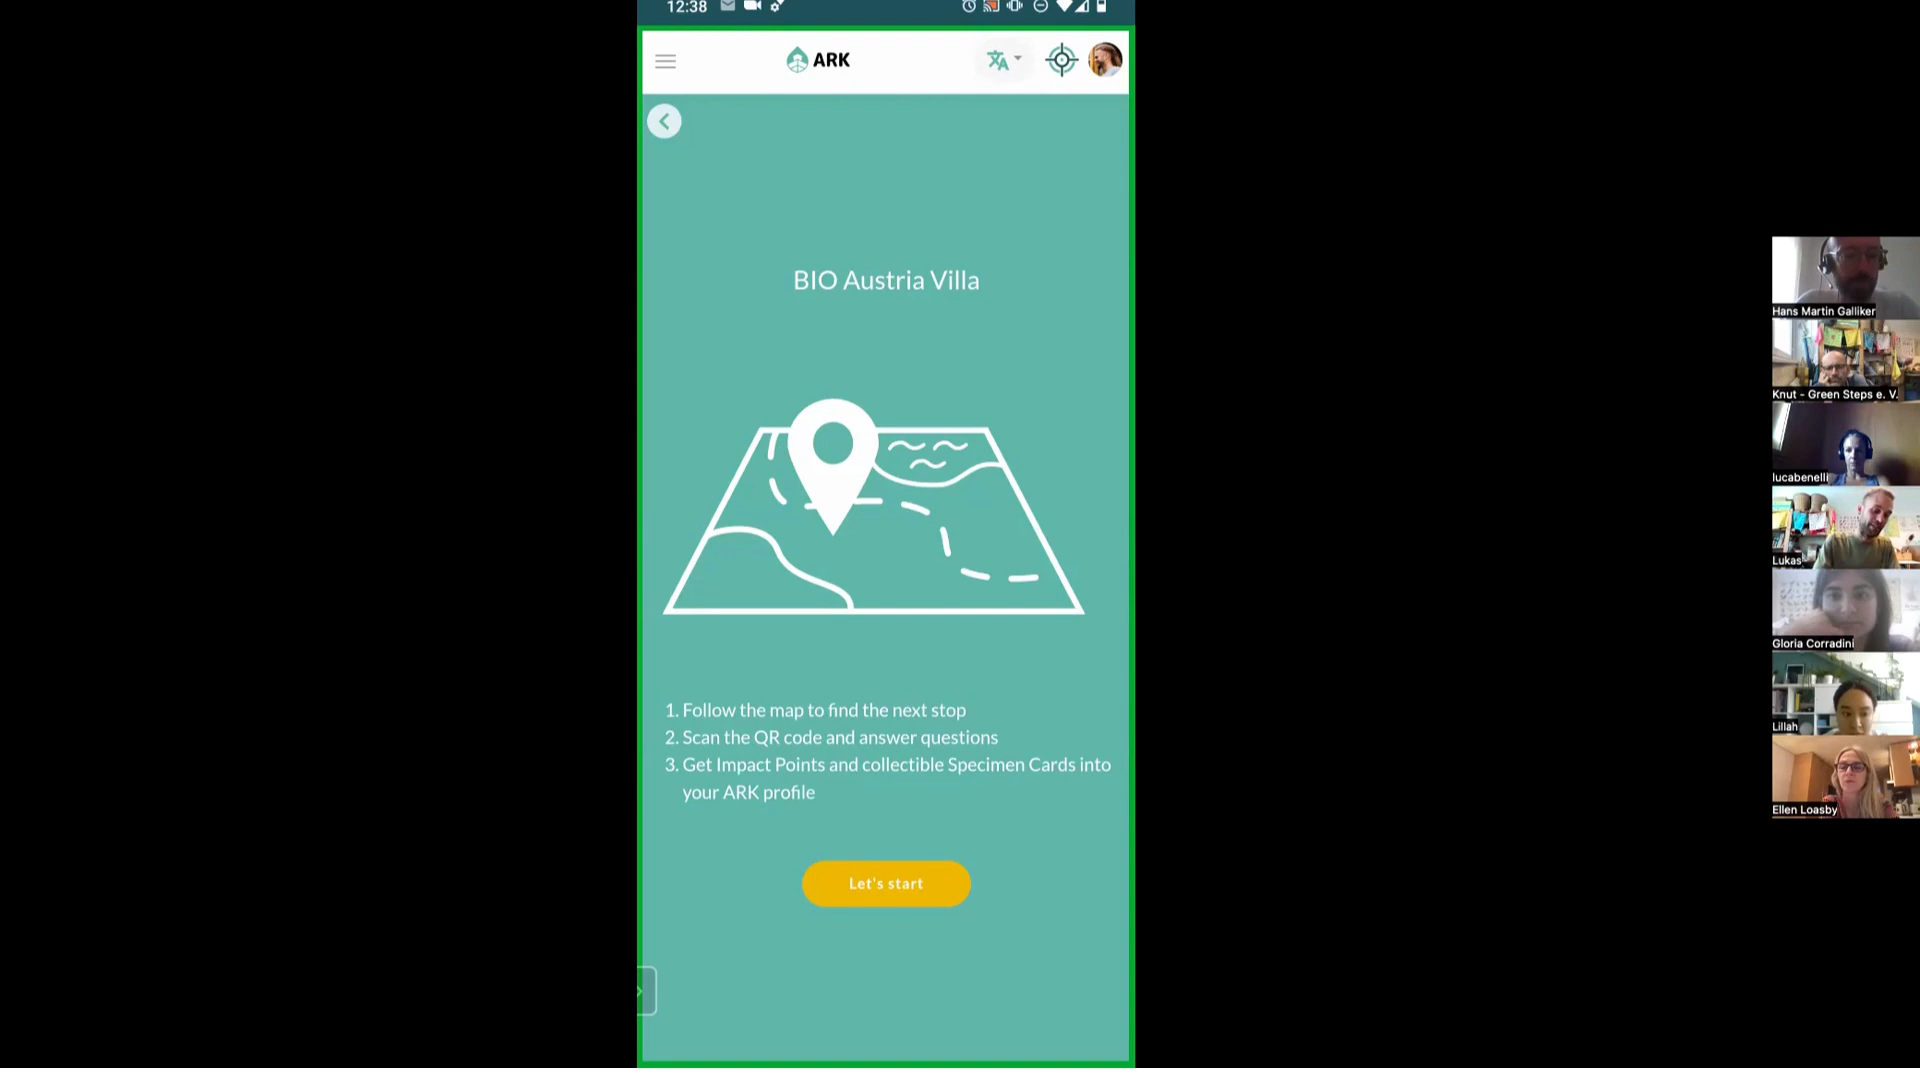 12:38
ARK
BIO Austria Villa
1. Follow the map to find the next stop
2. Scan the QR code and answer questions
3. Get Impact Points and collectible Specimen Cards into
your ARK profile
Let's start
Hans Martin Galliker
Knut - Green Steps e. V.
lucabenelli
Lukas
Gloria Corradini
Lillah
Ellen Loasby